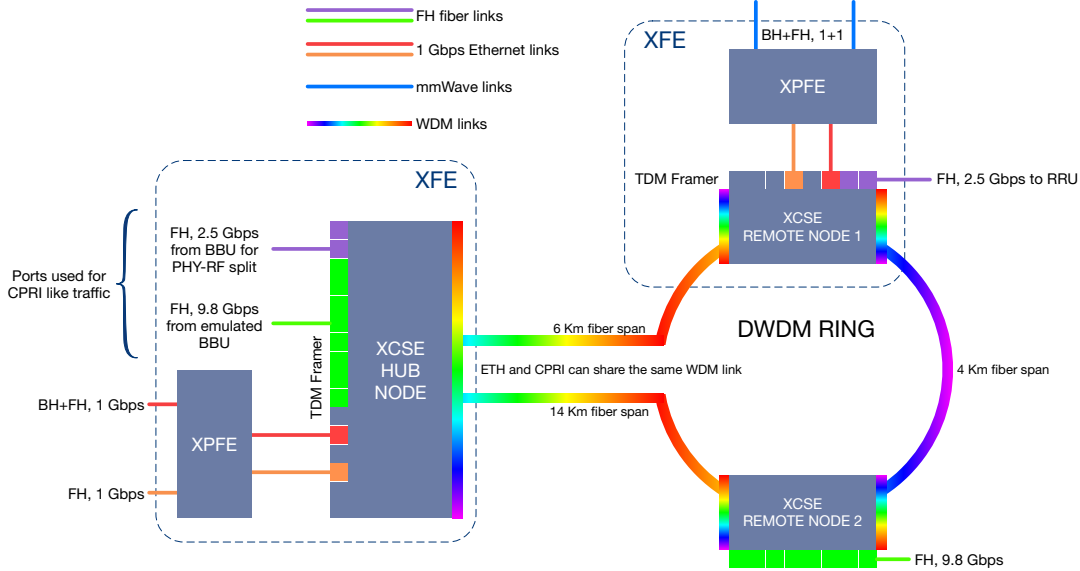 FH fiber links
1 Gbps Ethernet links
mmWave links
WDM links
XFE
BH+FH, 1+1
XPFE
TDM Framer
FH, 2.5 Gbps to RRU
XCSE
REMOTE NODE 1
XFE
Ports used for
CPRI like traffic
FH, 2.5 Gbps
from BBU for
PHY-RF split
FH, 9.8 Gbps
from emulated
BBU
TDM Framer
XCSE
HUB
NODE
6 Km fiber span
DWDM RING
ETH and CPRI can share the same WDM link
4 Km fiber span
14 Km fiber span
BH+FH, 1 Gbps
XPFE
FH, 1 Gbps
XCSE
REMOTE NODE 2
FH, 9.8 Gbps